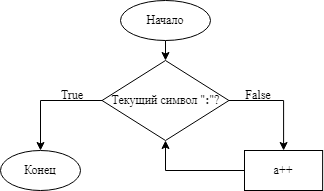 Начало
Текущий символ ":"?
True
False
Конец
a++